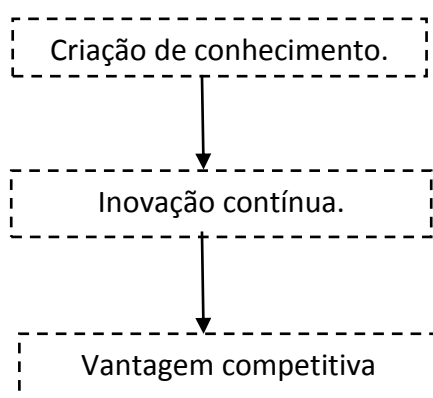 Criação de conhecimento.
Inovação contínua.
Vantagem competitiva